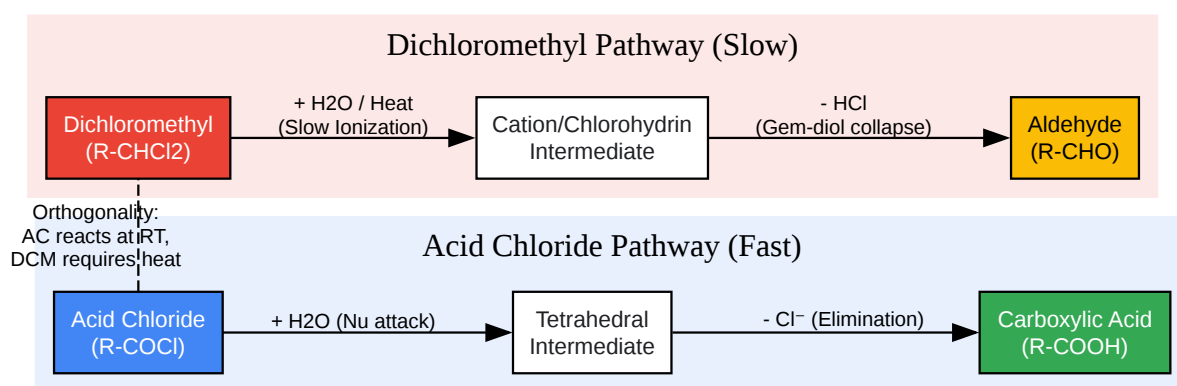 Dichloromethyl Pathway (Slow)
Dichloromethyl
(R-CHCl2)
+ H2O / Heat
(Slow Ionization)
Cation/Chlorohydrin
Intermediate
- HCl
(Gem-diol collapse)
Aldehyde
(R-CHO)
Orthogonality:
AC reacts at RT,
DCM requires heat
Acid Chloride Pathway (Fast)
Acid Chloride
(R-COCl)
+ H2O (Nu attack)
Tetrahedral
Intermediate
- Cl⁻ (Elimination)
Carboxylic Acid
(R-COOH)